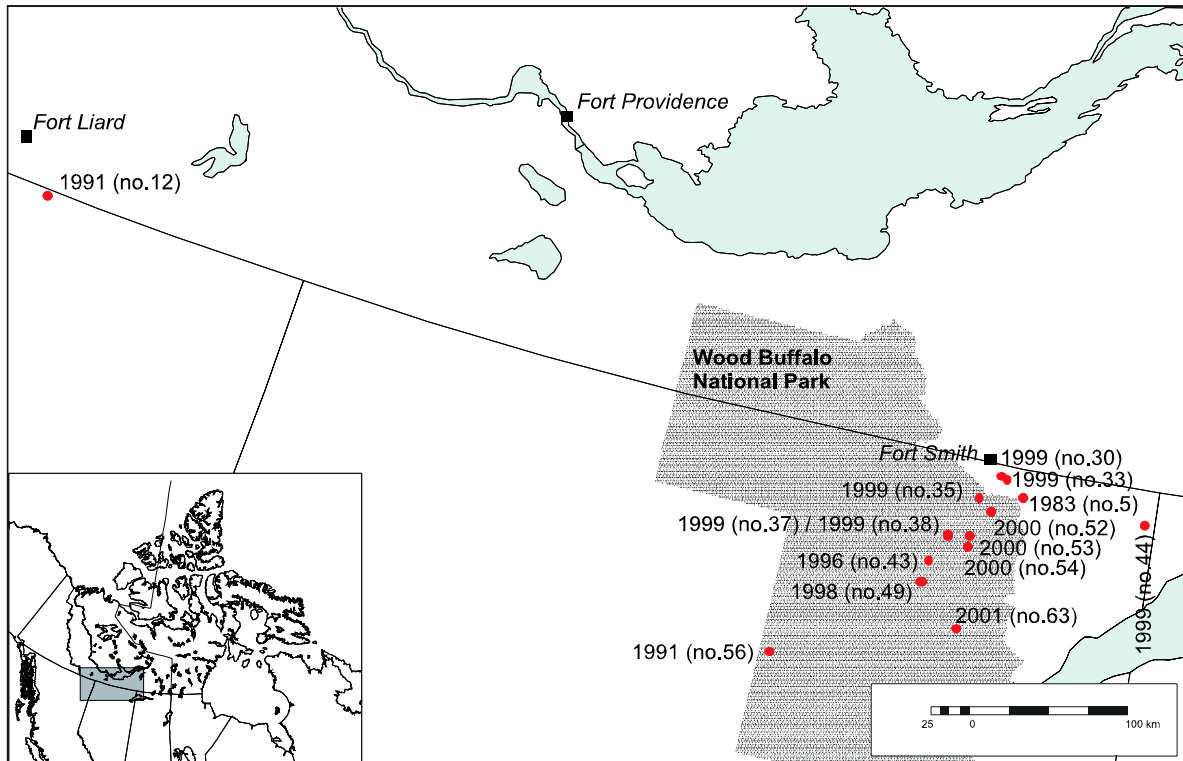 Fort Providence
Fort Liard
1991 (no.12)
Wood Buffalo
National Park
Fort Smith
1999 (no.30)
1999 (no.33)
1999 (no.35)
1983 (no.5)
1999 (no.37) / 1999 (no.38)
2000 (no.52)
2000 (no.53)
1996 (no.43)
2000 (no.54)
1998 (no.49)
1999 (no.44)
2001 (no.63)
1991 (no.56)
25 0 100 km